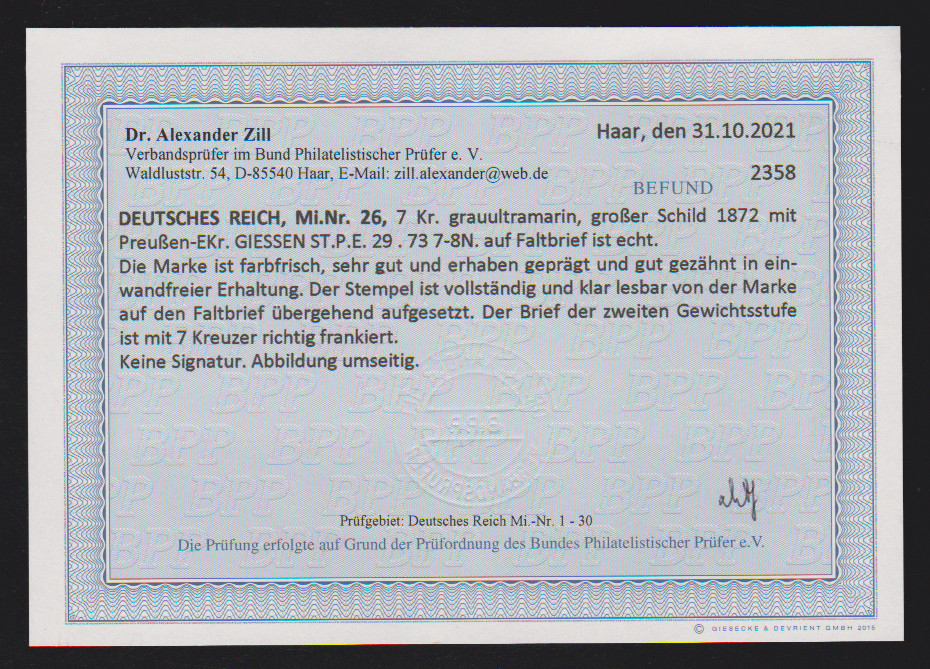 Dr. Alexander Zill
Haar, den 31.10.2021
Verbandsprüfer im Bund Philatelistischer Prüfer e. V.
Waldluststr. 54, D-85540 Haar, E-Mail: zill.alexander@web.de
2358
BEFUND
DEUTSCHES REICH, Mi.Nr. 26, 7 Kr. grauultramarin, großer Schild 1872 mit
Preußen-EKr. GIESSEN ST.P.E. 29 . 73 7-8N. auf Faltbrief ist echt.
Die Marke ist farbfrisch, sehr gut und erhaben geprägt und gut gezähnt in ein-
wandfreier Erhaltung. Der Stempel ist vollständig und klar lesbar von der Marke
auf den Faltbrief übergehend aufgesetzt. Der Brief der zweiten Gewichtsstufe
ist mit 7 Kreuzer richtig frankiert.
Keine Signatur. Abbildung umseitig.
Prüfgebiet: Deutsches Reich Mi.-Nr. 1 - 30
Die Prüfung erfolgte auf Grund der Prüfordnung des Bundes Philatelistischer Prüfer e.V.
© GIESECKE & DEVRIENT GMBH 2015